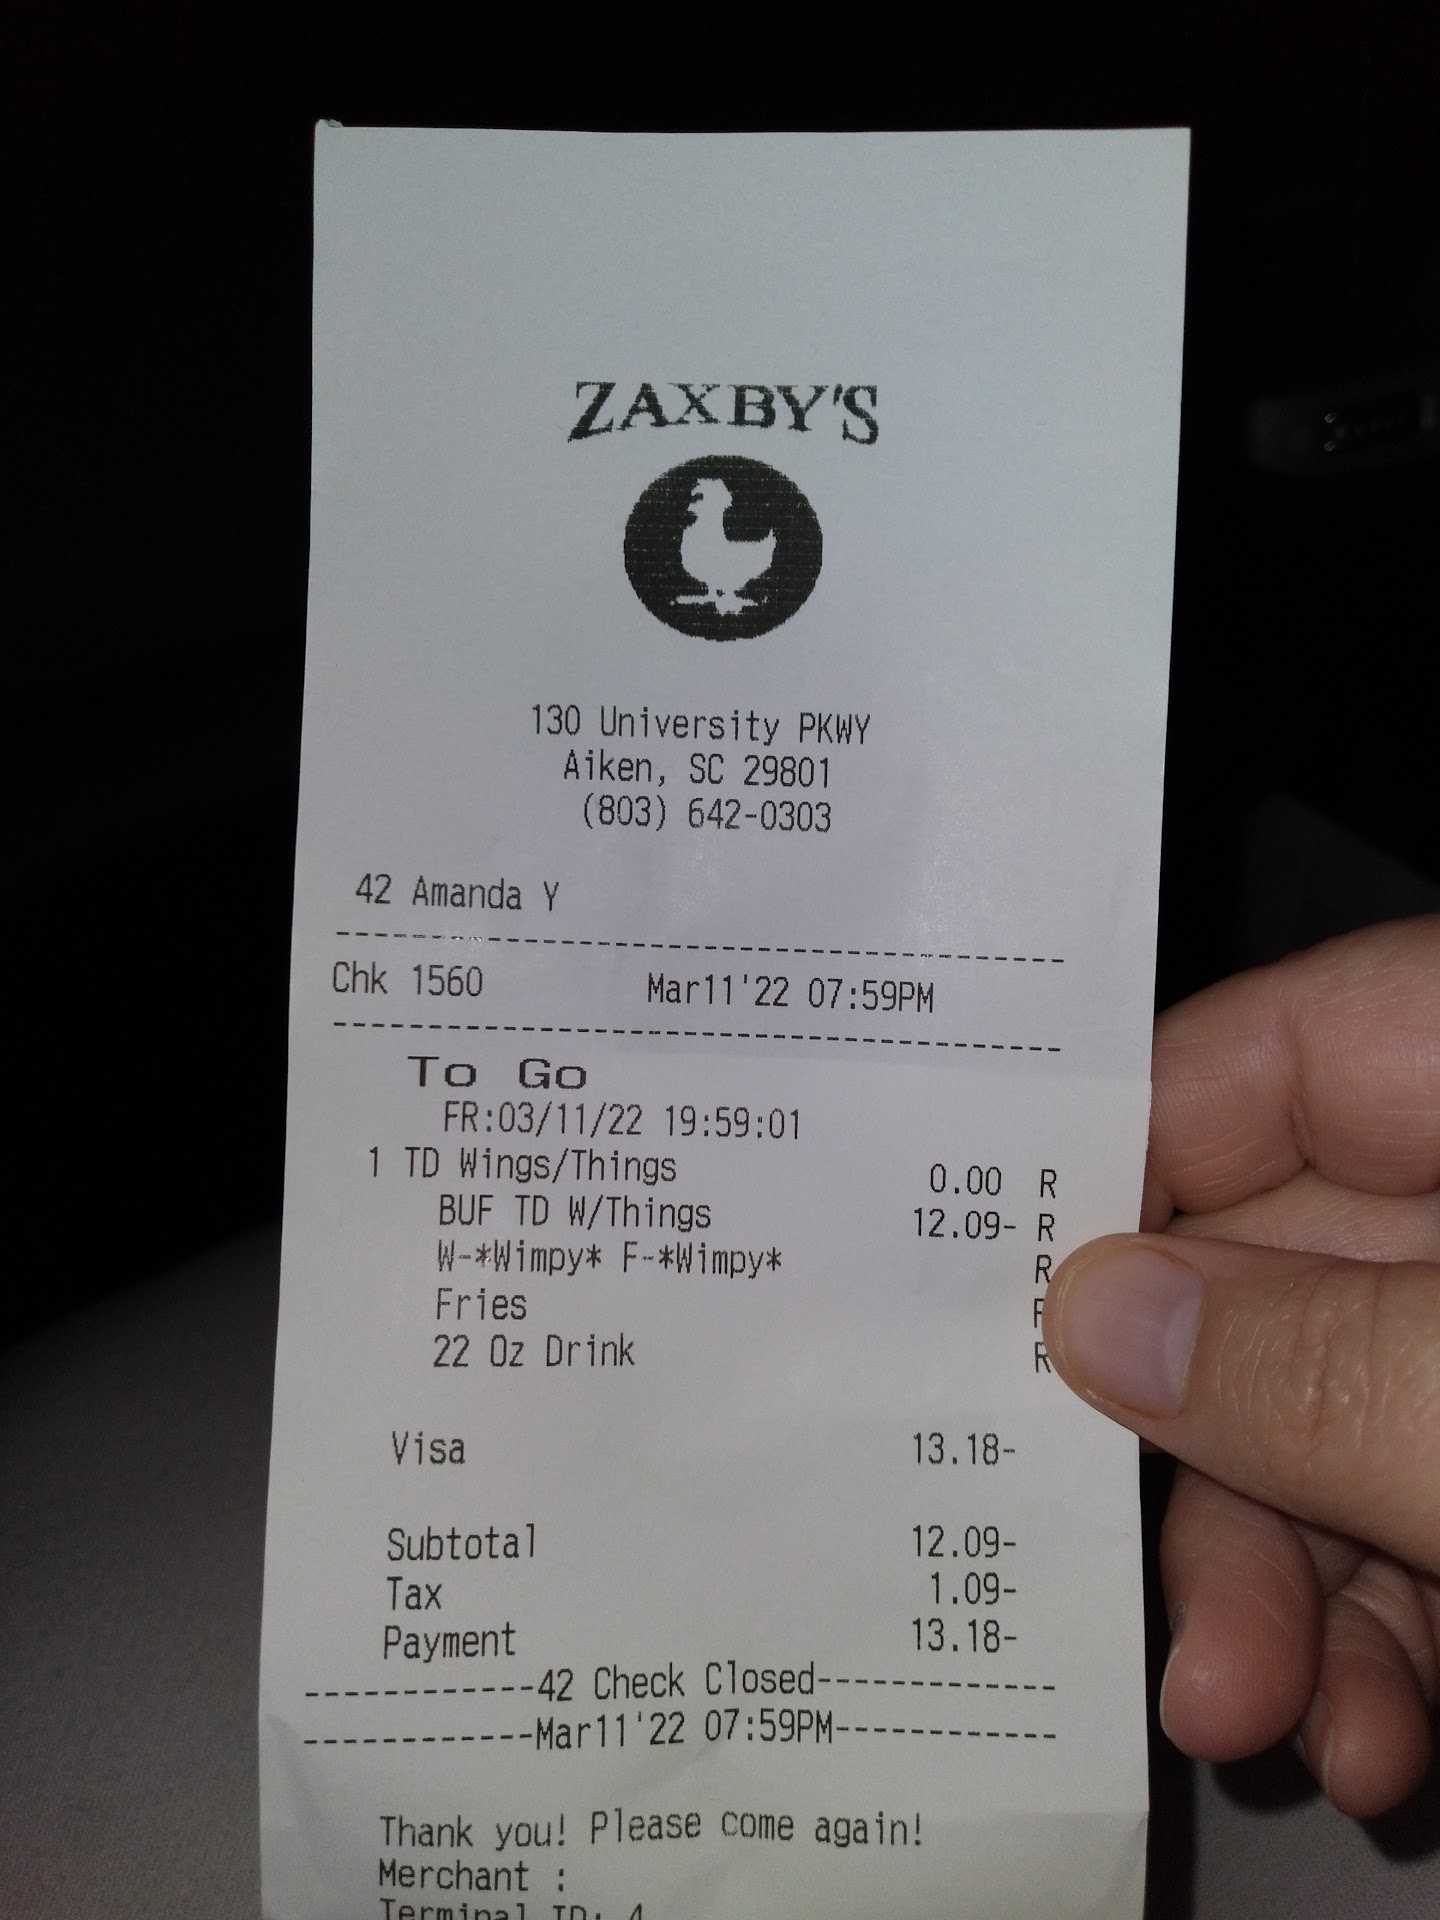 ZAXBY'S
130 University PKWY
Aiken, SC 29801
(803) 642-0303
42 Amanda Y
----------------------------------------
Chk 1560 Mar11'22 07:59PM
----------------------------------------
To Go
FR:03/11/22 19:59:01
1 TD Wings/Things 0.00 R
BUF TD W/Things 12.09- R
W-*Wimpy* F-*Wimpy* R
Fries R
22 Oz Drink R
Visa 13.18-
Subtotal 12.09-
Tax 1.09-
Payment 13.18-
------------42 Check Closed-------------
------------Mar11'22 07:59PM------------
Thank you! Please come again!
Merchant :
Terminal ID: 4